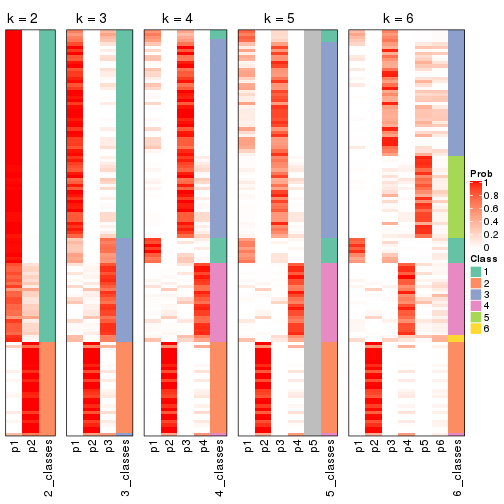 k = 2
k = 3
k = 4
k = 5
k = 6
p1
p2
2_classes
p1
p2
p3
3_classes
p1
p2
p3
p4
4_classes
p1
p2
p3
p4
p5
5_classes
p1
p2
p3
p4
p5
p6
6_classes
Prob
1
0.8
0.6
0.4
0.2
0
Class
1
2
3
4
5
6